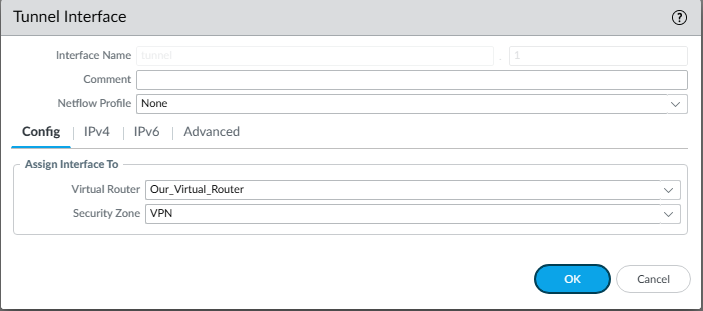 Tunnel Interface ?
Interface Name tunnel . 1
Comment
Netflow Profile None
Config IPv4 IPv6 Advanced
Assign Interface To
Virtual Router Our_Virtual_Router
Security Zone VPN
OK Cancel